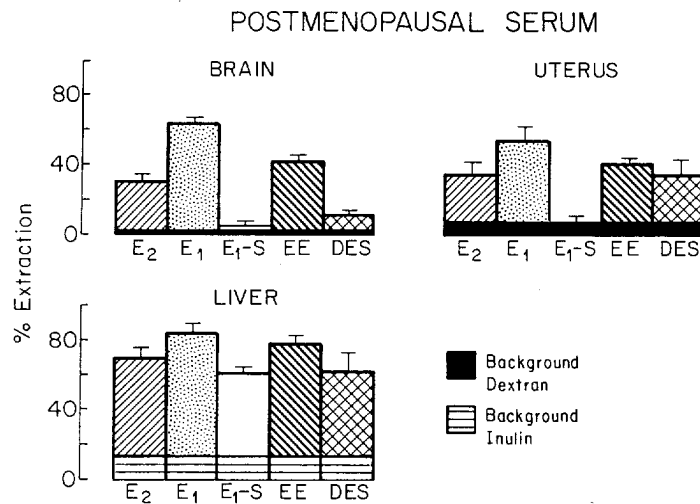 POSTMENOPAUSAL SERUM
BRAIN
UTERUS
80
40
0
E₂ E₁ E₁-S EE DES
E₂ E₁ E₁-S EE DES
% Extraction
LIVER
80
40
0
E₂ E₁ E₁-S EE DES
Background
Dextran
Background
Inulin